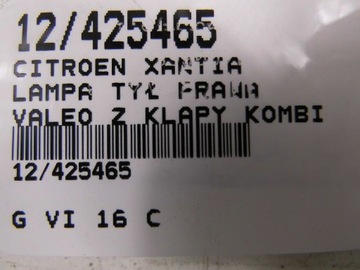 12/425465
CITROEN XANTIA
LAMPA TYŁ PRAWA
VALEO Z KLAPY KOMBI
12/425465
G VI 16 C